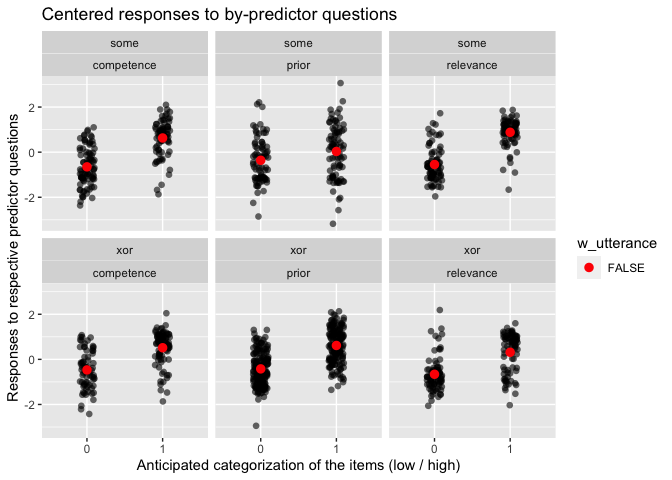 Centered responses to by-predictor questions
some some some
competence prior relevance
2
0
-2
xor xor xor
competence prior relevance
2
0
-2
0 1 0 1 0 1
Anticipated categorization of the items (low / high)
Responses to respective predictor questions
w_utterance
FALSE